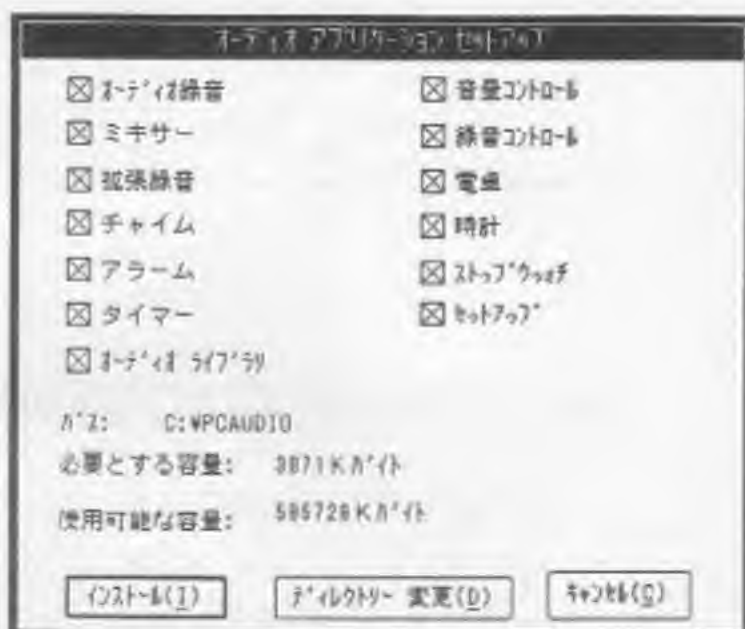 ｵｰﾃﾞｨｵ ｱﾌﾟﾘｹｰｼｮﾝ ｾｯﾄｱｯﾌﾟ
ｵｰﾃﾞｨｵ録音
ミキサー
拡張録音
チャイム
アラーム
タイマー
ｵｰﾃﾞｨｵ ﾗｲﾌﾞﾗﾘ
音量ｺﾝﾄﾛｰﾙ
録音ｺﾝﾄﾛｰﾙ
電卓
時計
ｽﾄｯﾌﾟｳｫｯﾁ
ｾｯﾄｱｯﾌﾟ
ﾊﾟｽ: C:¥PCAUDIO
必要とする容量: 3871Kﾊﾞｲﾄ
使用可能な容量: 585728Kﾊﾞｲﾄ
ｲﾝｽﾄｰﾙ(I)
ﾃﾞｨﾚｸﾄﾘｰ 変更(D)
ｷｬﾝｾﾙ(C)